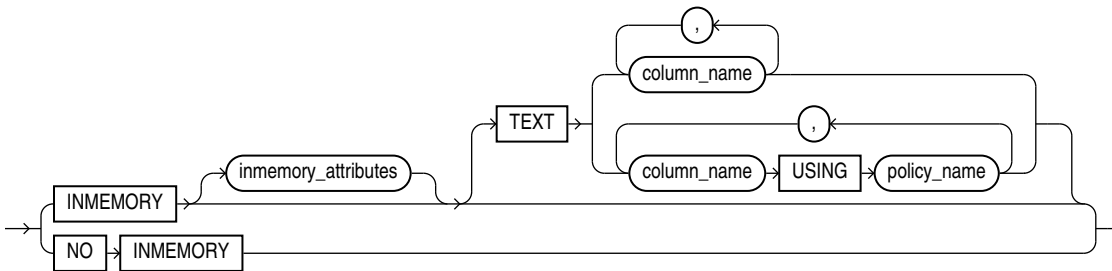 ,
column_name
TEXT
,
inmemory_attributes
column_name USING policy_name
INMEMORY
NO INMEMORY